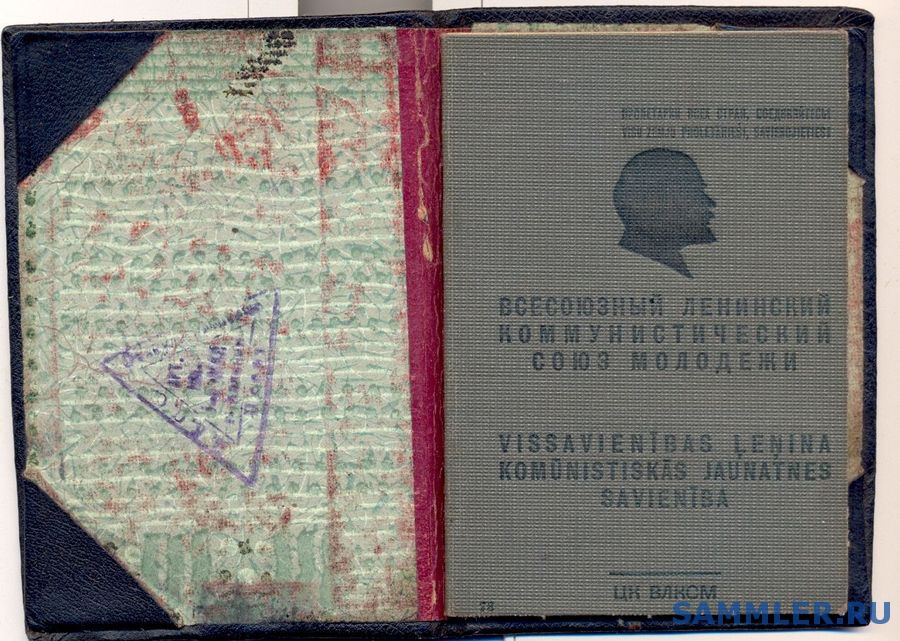 ПРОЛЕТАРИИ ВСЕХ СТРАН, СОЕДИНЯЙТЕСЬ!
VISU ZEMJU PROLETĀRIEŠI, SAVIENOJIETIES!
ВСЕСОЮЗНЫЙ ЛЕНИНСКИЙ
КОММУНИСТИЧЕСКИЙ
СОЮЗ МОЛОДЕЖИ
VISSAVIENĪBAS ĻEŅINA
KOMŪNISTISKĀS JAUNATNES
SAVIENĪBA
ЦК ВЛКСМ
78
SAMMLER.RU